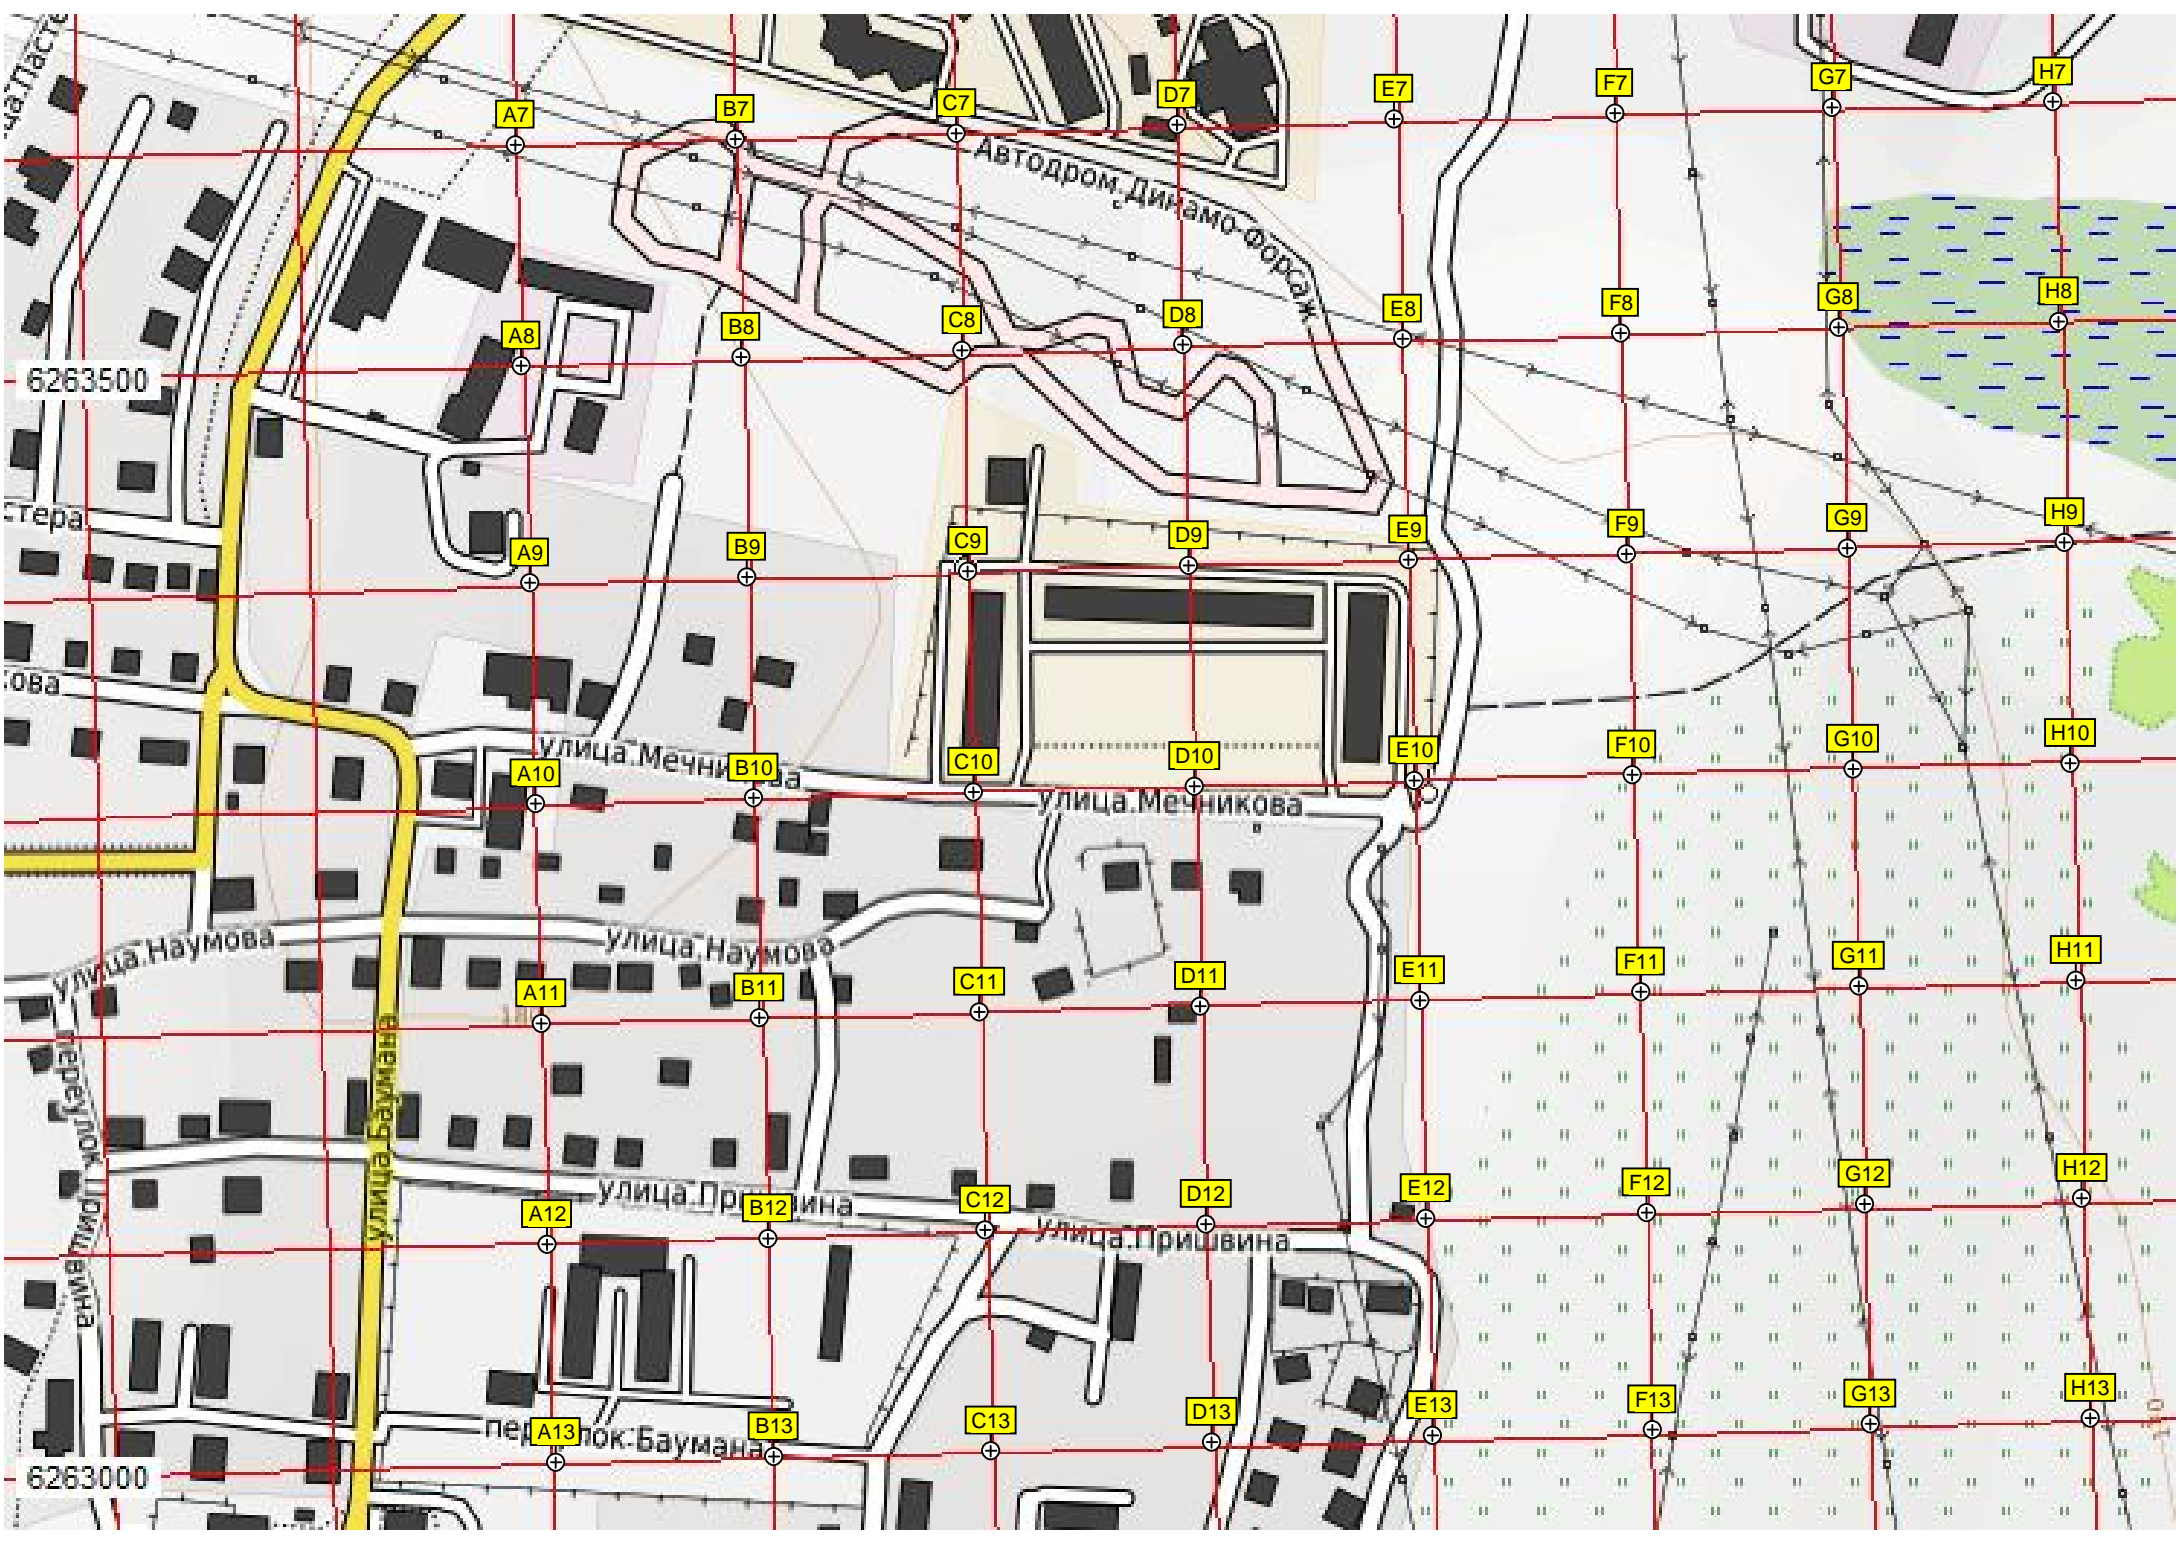 A7
B7
C7
D7
E7
F7
G7
H7
Автодром Динамо-Форсаж
A8
B8
C8
D8
E8
F8
G8
H8
6263500
стера
A9
B9
C9
D9
E9
F9
G9
H9
кова
улица Мечникова
A10
B10
C10
D10
E10
F10
G10
H10
улица Мечникова
улица Наумова
улица Наумова
A11
B11
C11
D11
E11
F11
G11
H11
улица Баумана
переулок Пришвина
улица Пришвина
A12
B12
C12
D12
E12
F12
G12
H12
улица Пришвина
A13
B13
C13
D13
E13
F13
G13
H13
переулок Баумана
6263000
110